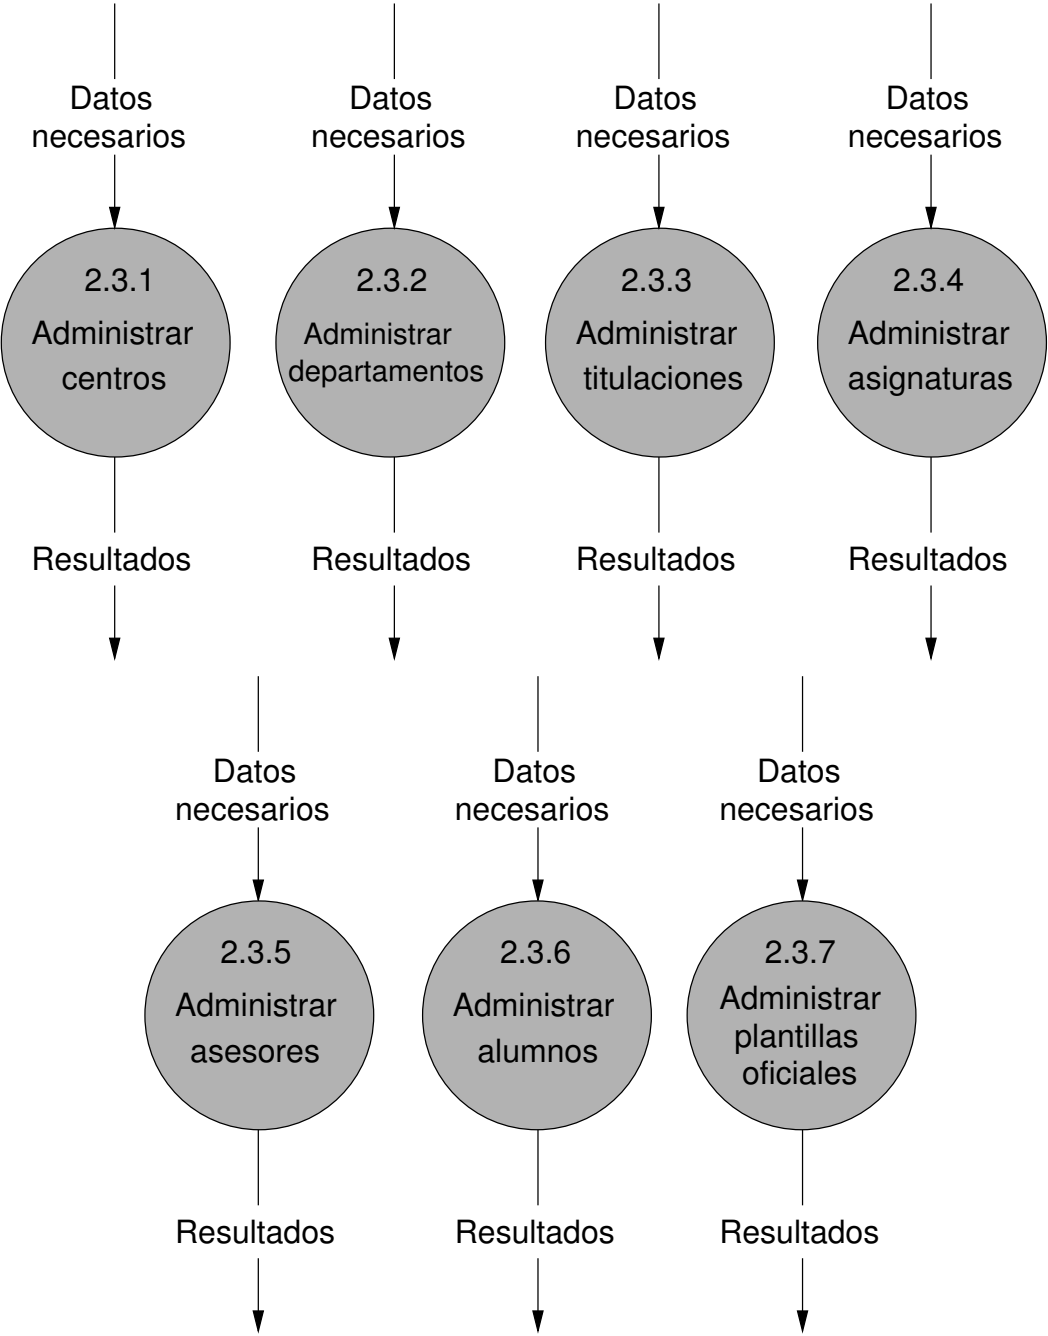 Datos
necesarios
Datos
necesarios
Datos
necesarios
Datos
necesarios
2.3.1
Administrar
centros
2.3.2
Administrar
departamentos
2.3.3
Administrar
titulaciones
2.3.4
Administrar
asignaturas
Resultados
Resultados
Resultados
Resultados
Datos
necesarios
Datos
necesarios
Datos
necesarios
2.3.5
Administrar
asesores
2.3.6
Administrar
alumnos
2.3.7
Administrar
plantillas
oficiales
Resultados
Resultados
Resultados